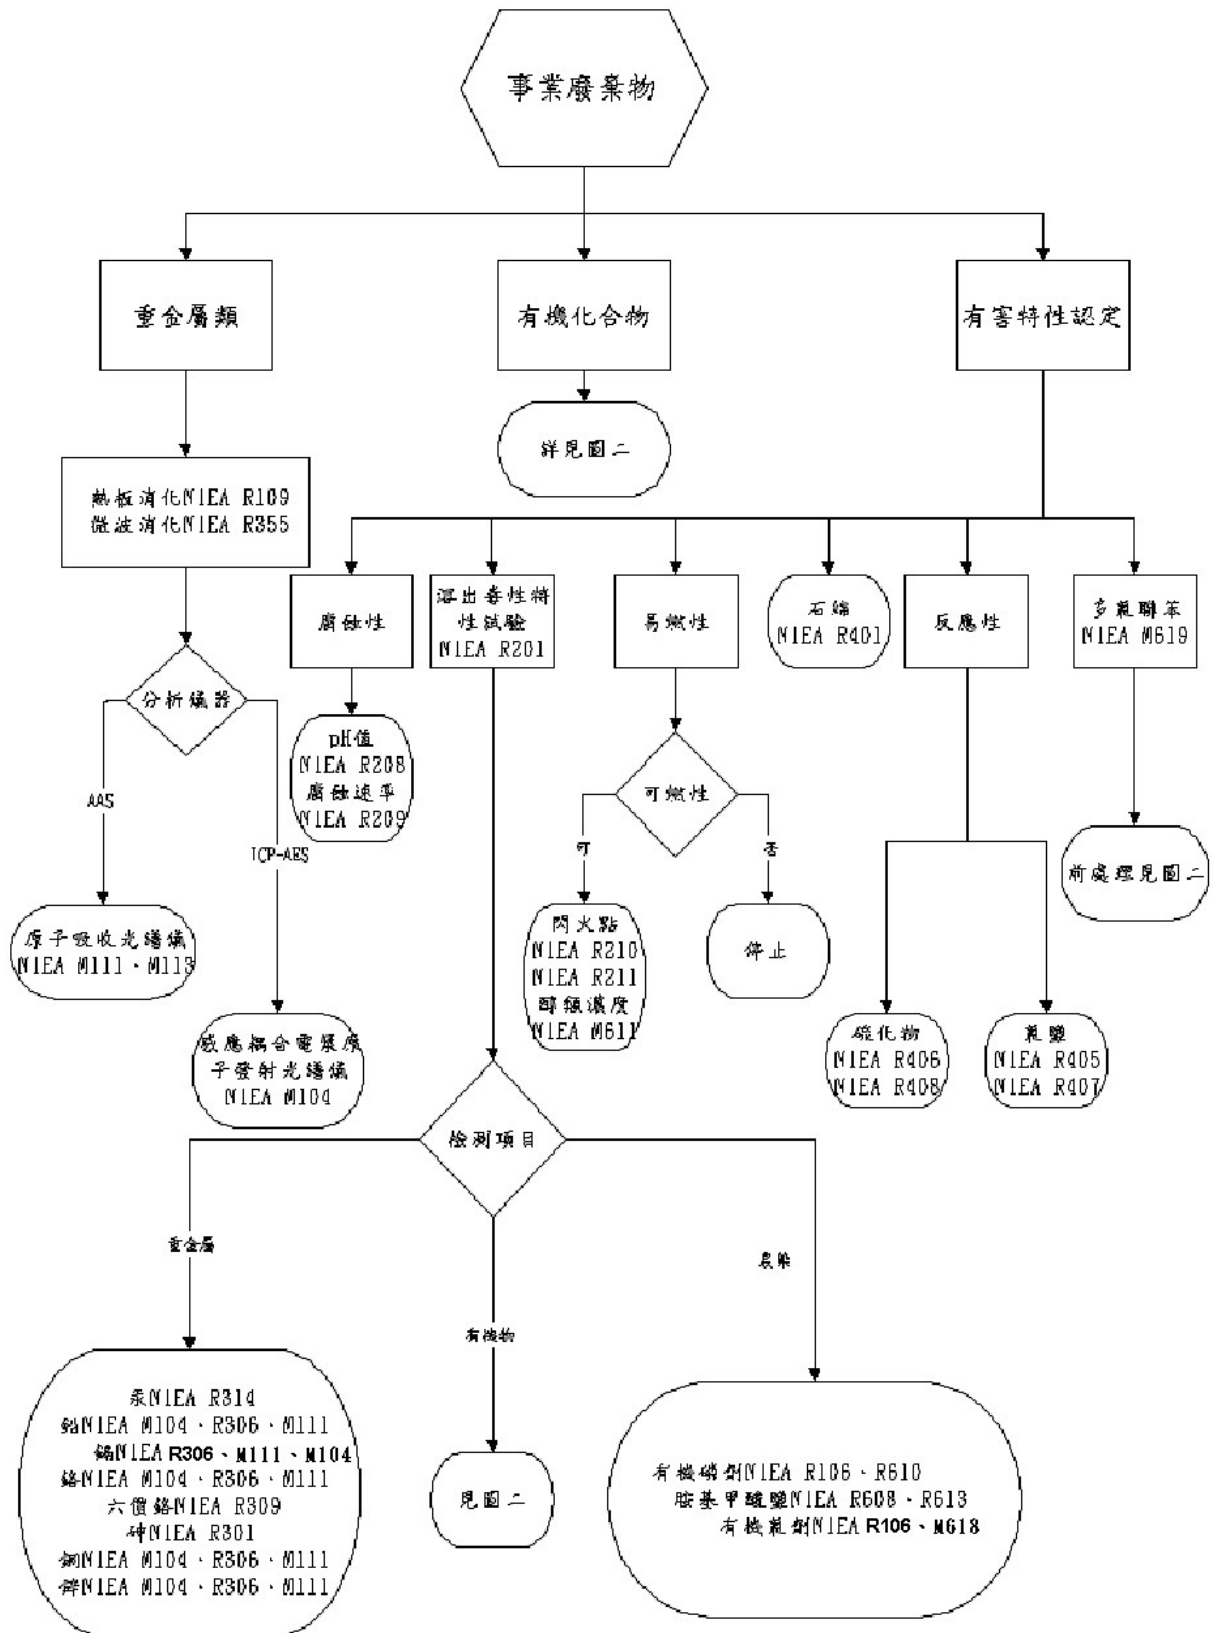 事業廢棄物
重金屬類
有機化合物
有害特性認定
詳見圖二
熱板消化NIEA R109
微波消化NIEA R355
腐蝕性
溶出毒性特
性試驗
NIEA R201
易燃性
石綿
NIEA R401
反應性
多氯聯苯
NIEA M619
分析儀器
pH值
NIEA R208
腐蝕速率
NIEA R209
可燃性
AAS
ICP-AES
可
否
前處理見圖二
原子吸收光譜儀
NIEA M111、M113
閃火點
NIEA R210
NIEA R211
醇類濃度
NIEA M611
停止
感應耦合電漿原
子發射光譜儀
NIEA M104
硫化物
NIEA R406
NIEA R408
氰鹽
NIEA R405
NIEA R407
檢測項目
重金屬
有機物
農藥
汞NIEA R314
鉛NIEA M104、R306、M111
鎘NIEA R306、M111、M104
鉻NIEA M104、R306、M111
六價鉻NIEA R309
砷NIEA R301
銅NIEA M104、R306、M111
鋅NIEA M104、R306、M111
見圖二
有機磷劑NIEA R106、R610
胺基甲酸鹽NIEA R608、R613
有機氯劑NIEA R106、M618